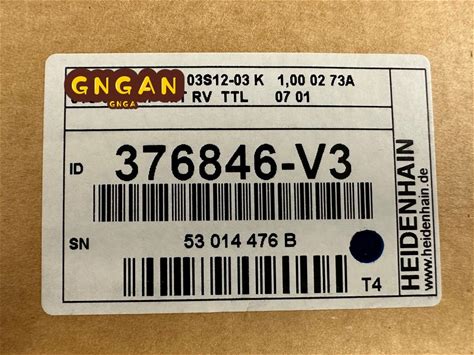 GNGAN
GNGA
03S12-03 K 1,00 02 73A
RV TTL 07 01
ID 376846-V3
SN 53 014 476 B
T4
HEIDENHAIN
www.heidenhain.de